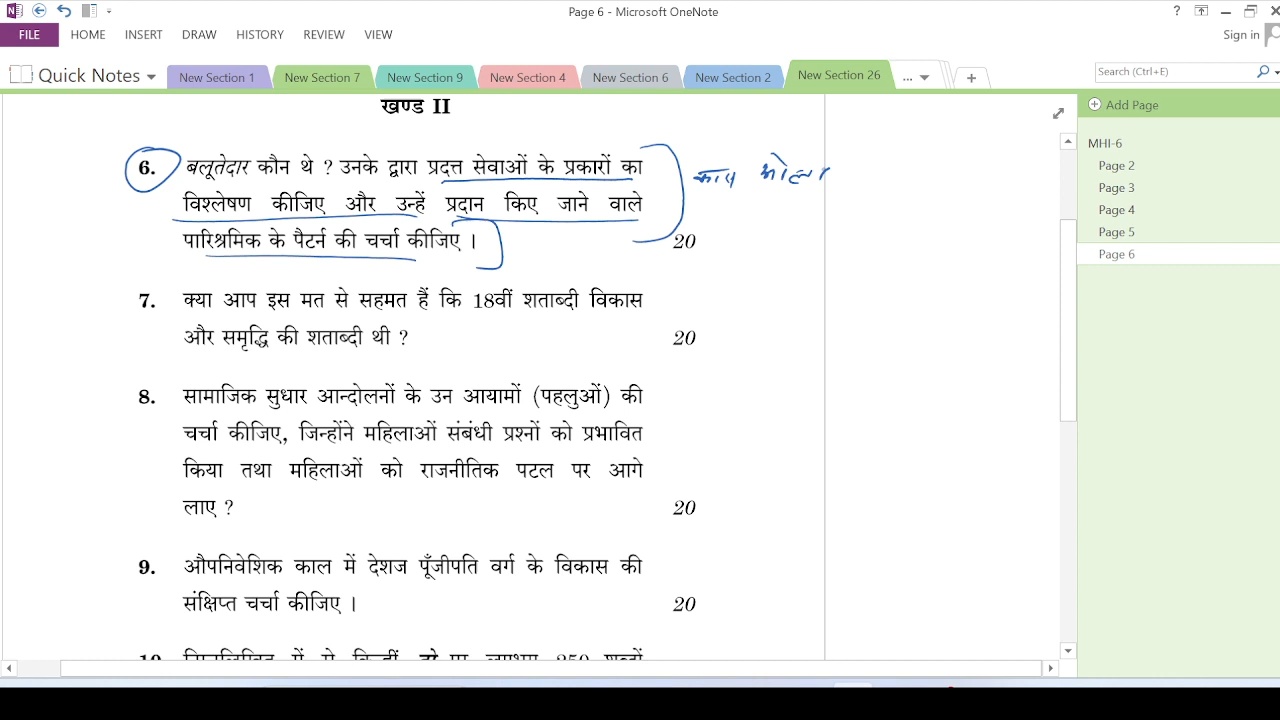 Page 6 - Microsoft OneNote
?
FILE HOME INSERT DRAW HISTORY REVIEW VIEW
Sign in
Quick Notes New Section 1 New Section 7 New Section 9 New Section 4 New Section 6 New Section 2 New Section 26 ... +
Search (Ctrl+E)
Add Page
MHI-6
Page 2
Page 3
Page 4
Page 5
Page 6
खण्ड II
6. बलूतेदार कौन थे ? उनके द्वारा प्रदत्त सेवाओं के प्रकारों का
विश्लेषण कीजिए और उन्हें प्रदान किए जाने वाले
पारिश्रमिक के पैटर्न की चर्चा कीजिए । 20
7. क्या आप इस मत से सहमत हैं कि 18वीं शताब्दी विकास
और समृद्धि की शताब्दी थी ? 20
8. सामाजिक सुधार आन्दोलनों के उन आयामों (पहलुओं) की
चर्चा कीजिए, जिन्होंने महिलाओं संबंधी प्रश्नों को प्रभावित
किया तथा महिलाओं को राजनीतिक पटल पर आगे
लाए ? 20
9. औपनिवेशिक काल में देशज पूँजीपति वर्ग के विकास की
संक्षिप्त चर्चा कीजिए । 20